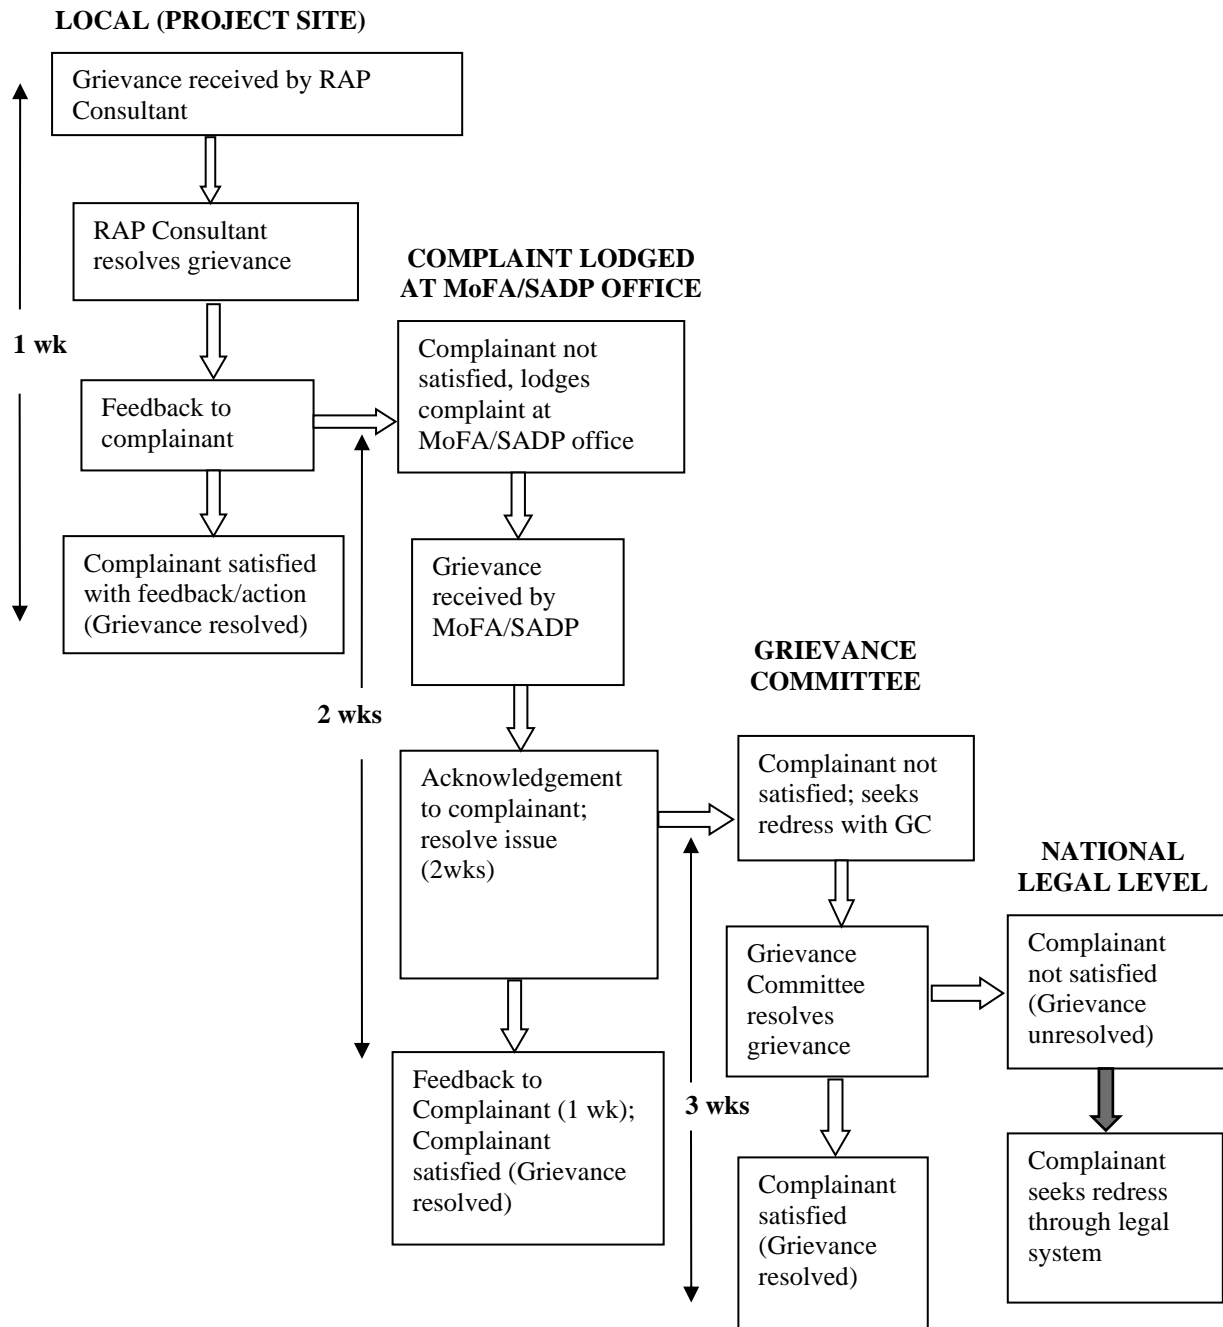 LOCAL (PROJECT SITE)
Grievance received by RAP
Consultant
RAP Consultant
resolves grievance
1 wk
Feedback to
complainant
Complainant satisfied
with feedback/action
(Grievance resolved)
COMPLAINT LODGED
AT MoFA/SADP OFFICE
Complainant not
satisfied, lodges
complaint at
MoFA/SADP office
Grievance
received by
MoFA/SADP
2 wks
Acknowledgement
to complainant;
resolve issue
(2wks)
Feedback to
Complainant (1 wk);
Complainant
satisfied (Grievance
resolved)
GRIEVANCE
COMMITTEE
Complainant not
satisfied; seeks
redress with GC
Grievance
Committee
resolves
grievance
3 wks
Complainant
satisfied
(Grievance
resolved)
NATIONAL
LEGAL LEVEL
Complainant
not satisfied
(Grievance
unresolved)
Complainant
seeks redress
through legal
system